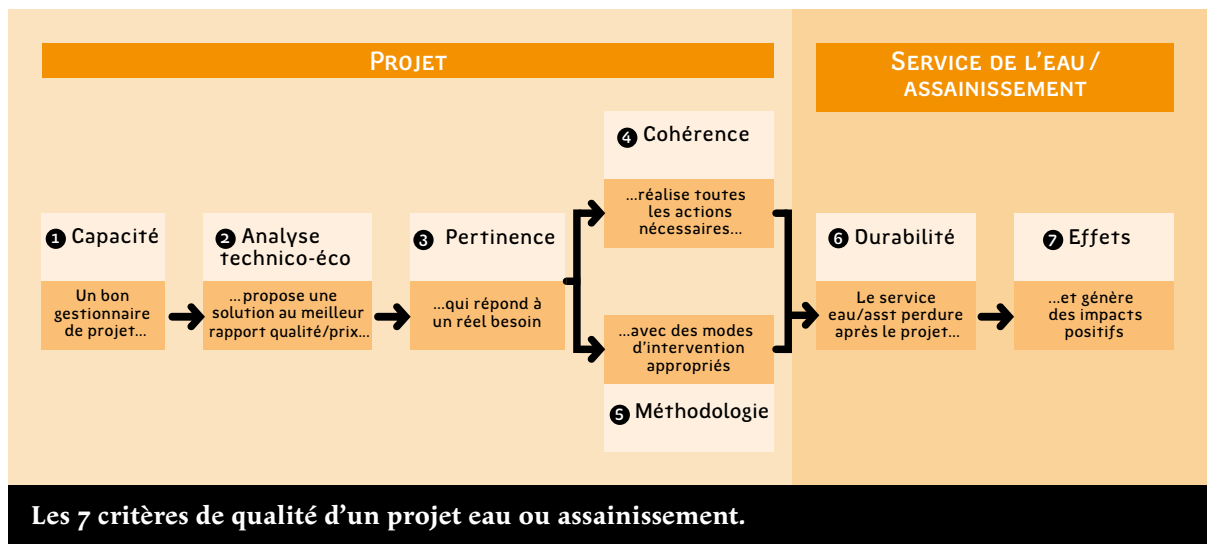 PROJET
SERVICE DE L'EAU /
ASSAINISSEMENT
❶ Capacité
Un bon
gestionnaire
de projet...
❷ Analyse
technico-éco
...propose une
solution au meilleur
rapport qualité/prix...
❸ Pertinence
...qui répond à
un réel besoin
❹ Cohérence
...réalise toutes
les actions
nécessaires...
...avec des modes
d'intervention
appropriés
❺ Méthodologie
❻ Durabilité
Le service
eau/asst perdure
après le projet...
❼ Effets
...et génère
des impacts
positifs
Les 7 critères de qualité d'un projet eau ou assainissement.